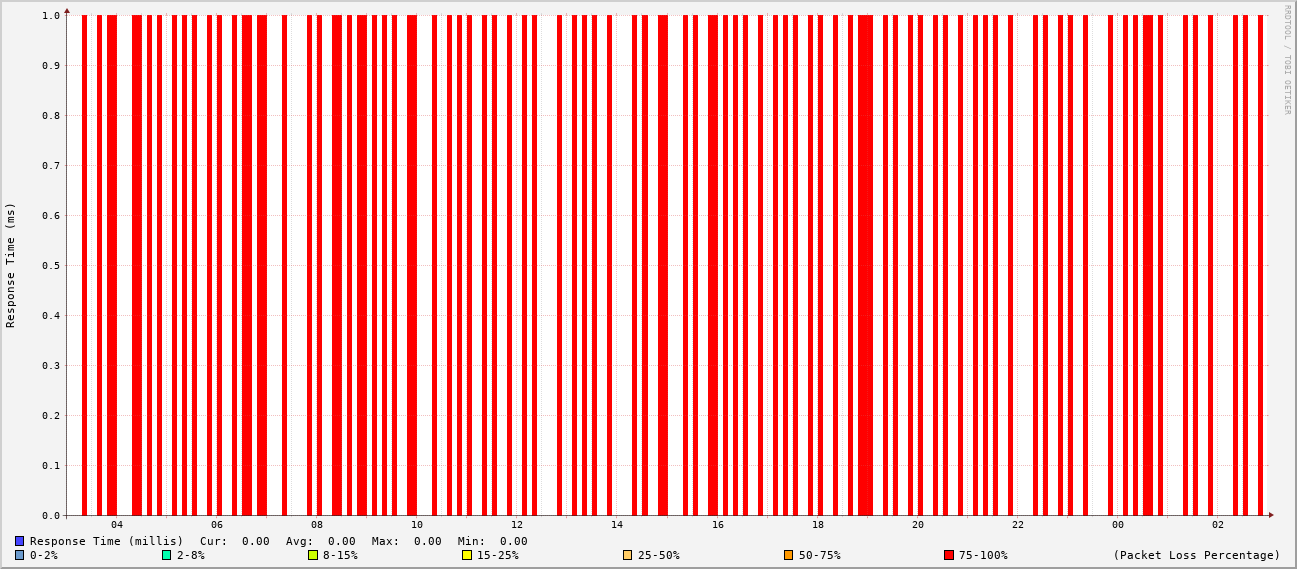 RRDTOOL / TOBI OETIKER
Response Time (ms)
1.0
0.9
0.8
0.7
0.6
0.5
0.4
0.3
0.2
0.1
0.0
04 06 08 10 12 14 16 18 20 22 00 02
Response Time (millis) Cur: 0.00 Avg: 0.00 Max: 0.00 Min: 0.00
0-2% 2-8% 8-15% 15-25% 25-50% 50-75% 75-100% (Packet Loss Percentage)